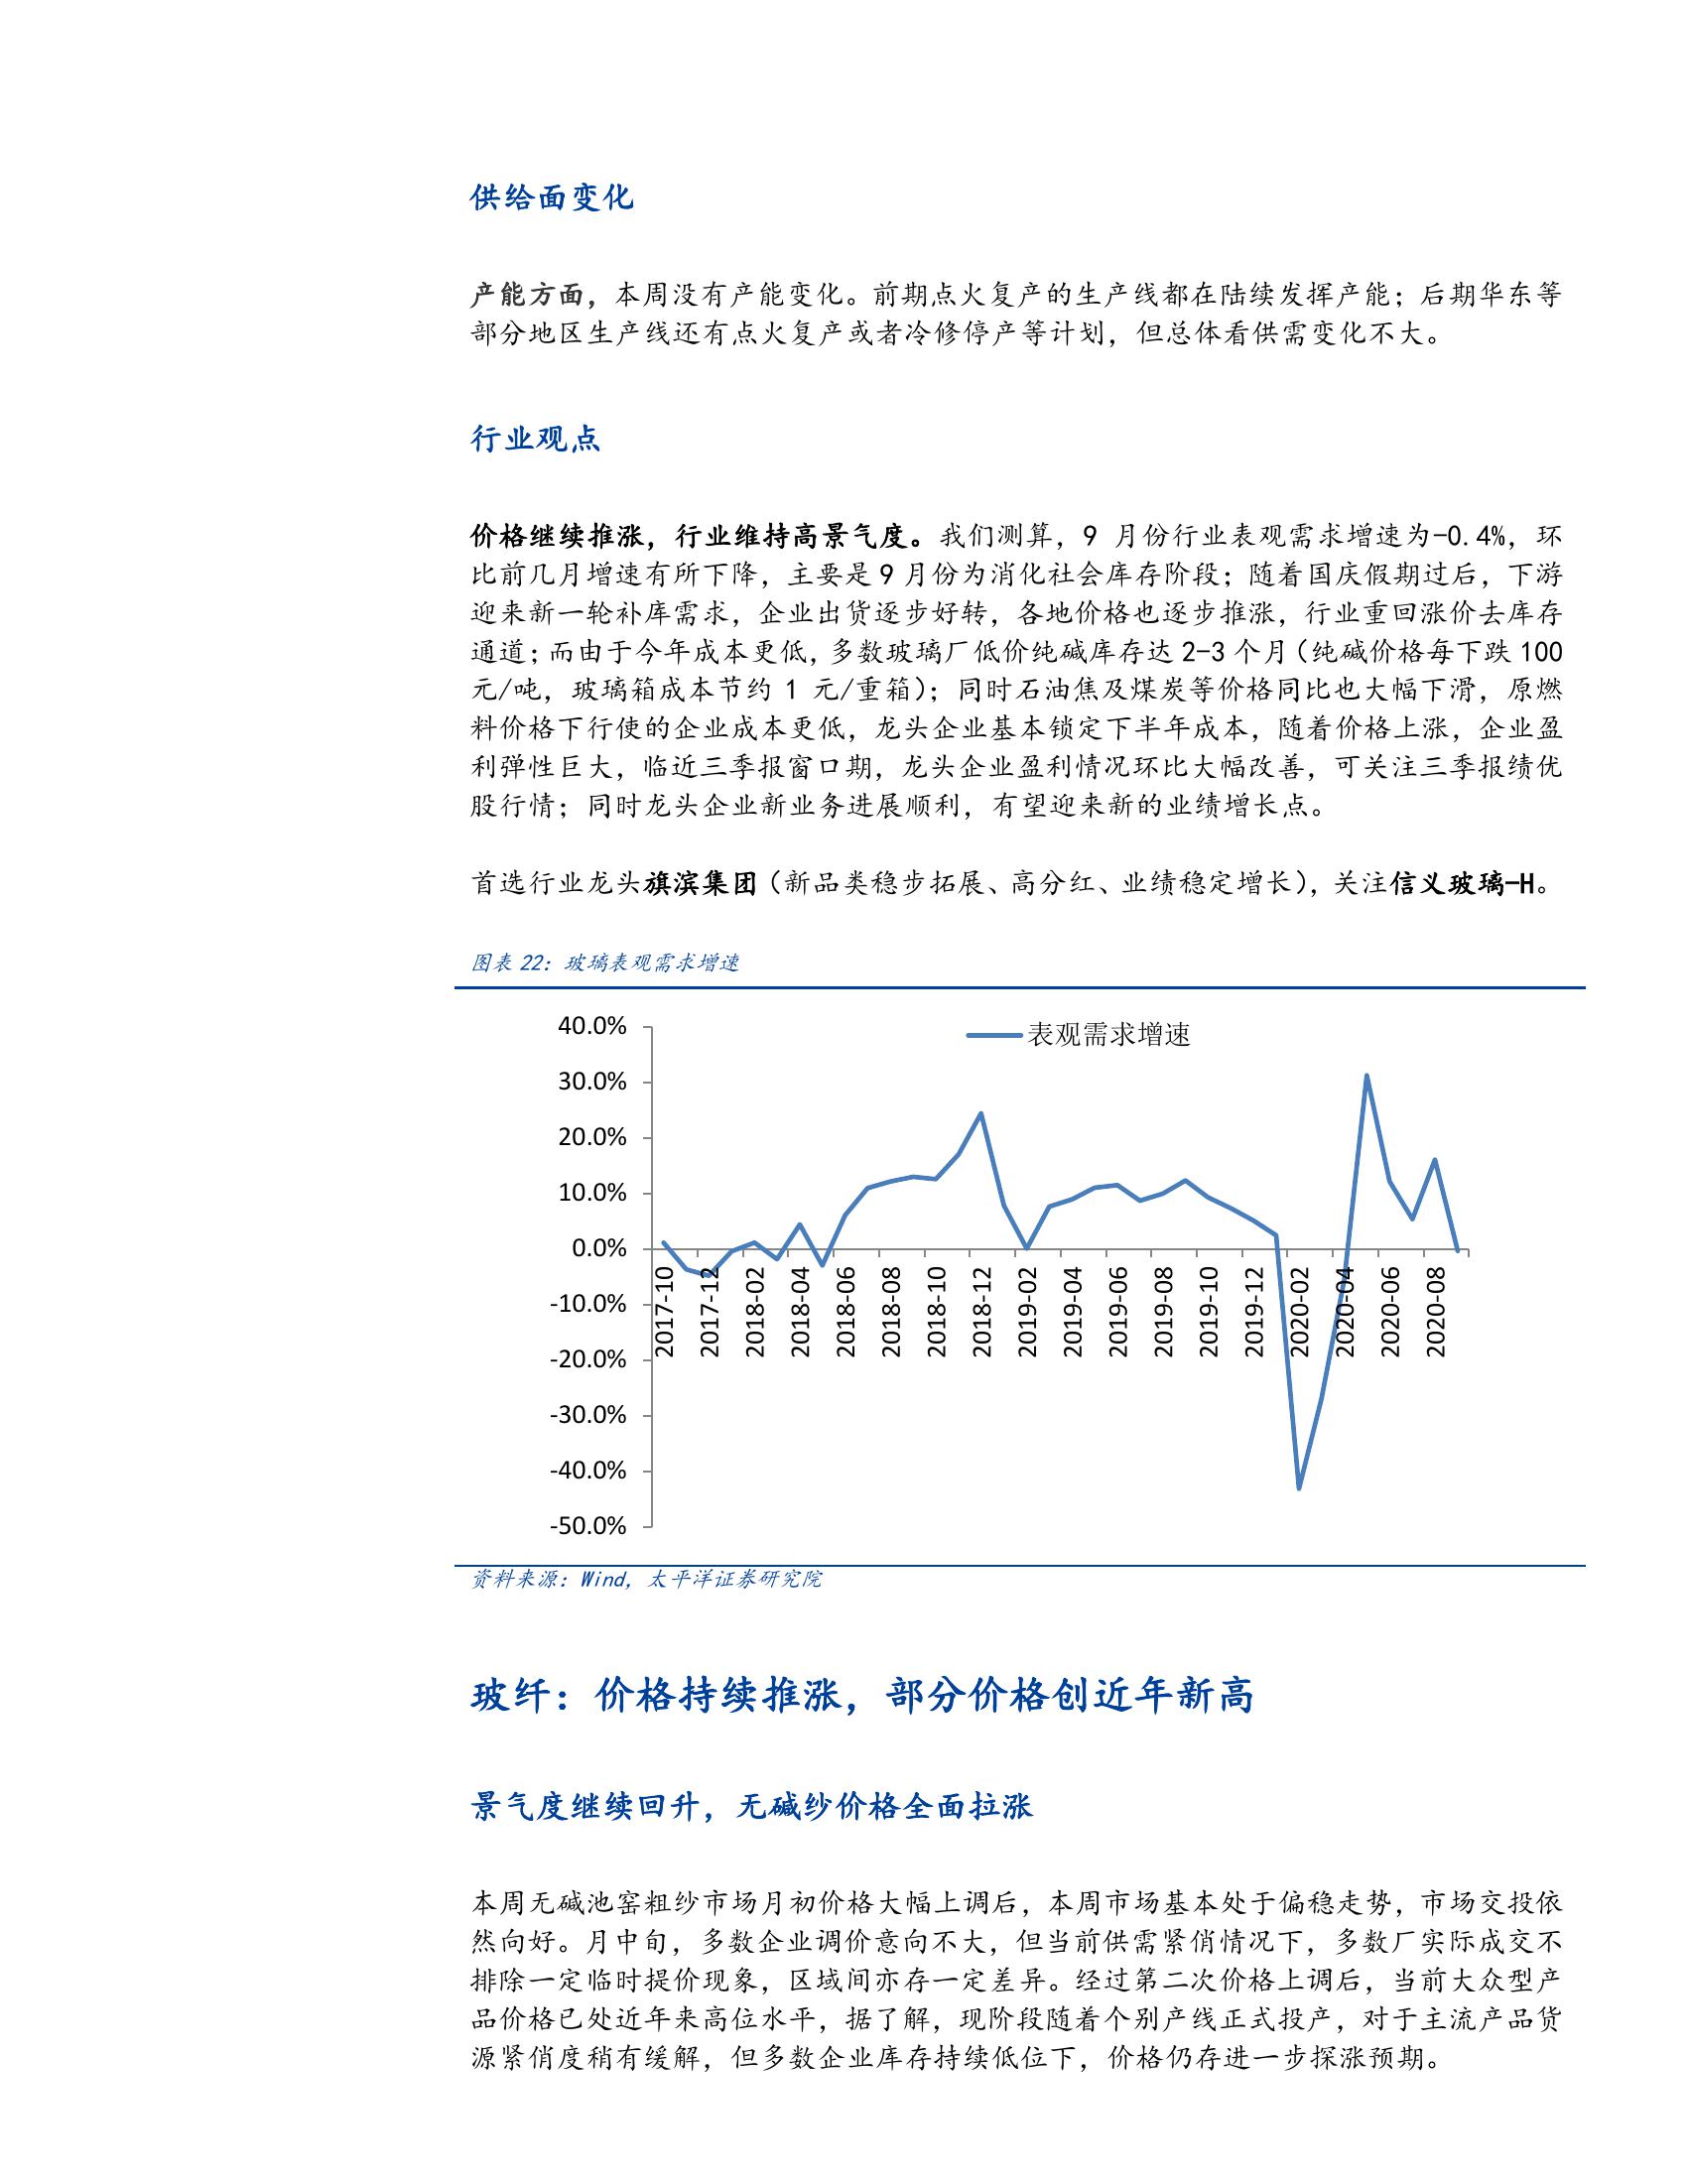 供给面变化
产能方面，本周没有产能变化。前期点火复产的生产线都在陆续发挥产能；后期华东等
部分地区生产线还有点火复产或者冷修停产等计划，但总体看供需变化不大。
行业观点
价格继续推涨，行业维持高景气度。我们测算，9 月份行业表观需求增速为-0.4%，环
比前几月增速有所下降，主要是 9 月份为消化社会库存阶段；随着国庆假期过后，下游
迎来新一轮补库需求，企业出货逐步好转，各地价格也逐步推涨，行业重回涨价去库存
通道；而由于今年成本更低，多数玻璃厂低价纯碱库存达 2-3 个月（纯碱价格每下跌 100
元/吨，玻璃箱成本节约 1 元/重箱）；同时石油焦及煤炭等价格同比也大幅下滑，原燃
料价格下行使的企业成本更低，龙头企业基本锁定下半年成本，随着价格上涨，企业盈
利弹性巨大，临近三季报窗口期，龙头企业盈利情况环比大幅改善，可关注三季报绩优
股行情；同时龙头企业新业务进展顺利，有望迎来新的业绩增长点。
首选行业龙头旗滨集团（新品类稳步拓展、高分红、业绩稳定增长），关注信义玻璃-H。
图表 22：玻璃表观需求增速
表观需求增速
40.0%
30.0%
20.0%
10.0%
0.0%
-10.0%
-20.0%
-30.0%
-40.0%
-50.0%
2017-10
2017-12
2018-02
2018-04
2018-06
2018-08
2018-10
2018-12
2019-02
2019-04
2019-06
2019-08
2019-10
2019-12
2020-02
2020-04
2020-06
2020-08
资料来源：Wind，太平洋证券研究院
玻纤：价格持续推涨，部分价格创近年新高
景气度继续回升，无碱纱价格全面拉涨
本周无碱池窑粗纱市场月初价格大幅上调后，本周市场基本处于偏稳走势，市场交投依
然向好。月中旬，多数企业调价意向不大，但当前供需紧俏情况下，多数厂实际成交不
排除一定临时提价现象，区域间亦存一定差异。经过第二次价格上调后，当前大众型产
品价格已处近年来高位水平，据了解，现阶段随着个别产线正式投产，对于主流产品货
源紧俏度稍有缓解，但多数企业库存持续低位下，价格仍存进一步探涨预期。